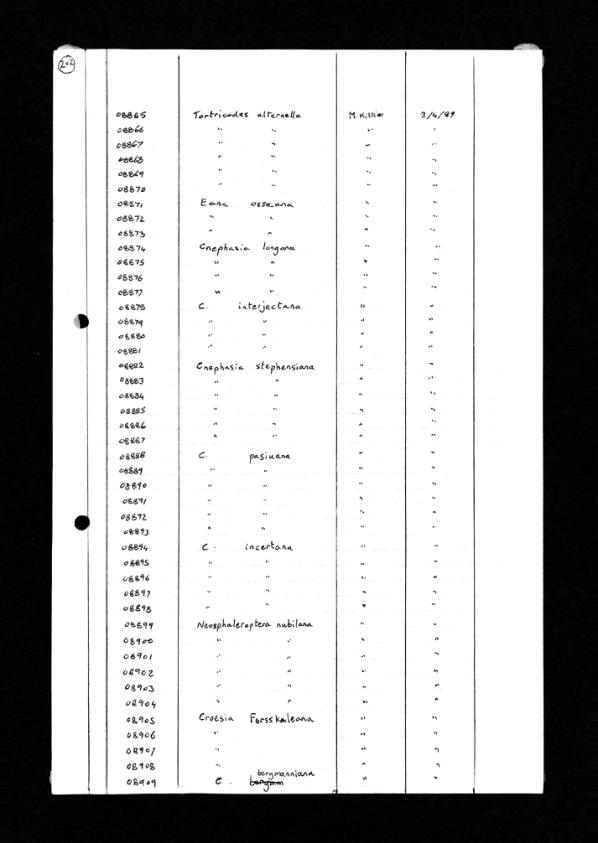 202
08865 Tortricodes alternella M. Killie 3/4/89
08866 " " " "
08867 " " " "
08868 " " " "
08869 " " " "
08870 " " " "
08871 Eana osseana " "
08872 " " " "
08873 " " " "
08874 Cnephasia longana " "
08875 " " " "
08876 " " " "
08877 " " " "
08878 C. interjectana " "
08879 " " " "
08880 " " " "
08881 " " " "
08882 Cnephasia stephensiana " "
08883 " " " "
08884 " " " "
08885 " " " "
08886 " " " "
08887 " " " "
08888 C. pasiuana " "
08889 " " " "
08890 " " " "
08891 " " " "
08892 " " " "
08893 " " " "
08894 C. incertana " "
08895 " " " "
08896 " " " "
08897 " " " "
08898 " " " "
08899 Neosphaleroptera nubilana " "
08900 " " " "
08901 " " " "
08902 " " " "
08903 " " " "
08904 " " " "
08905 Croesia Forsskaleana " "
08906 " " "
08907 " " "
08908 " " "
bergmanniana
08909 C. bergam " "